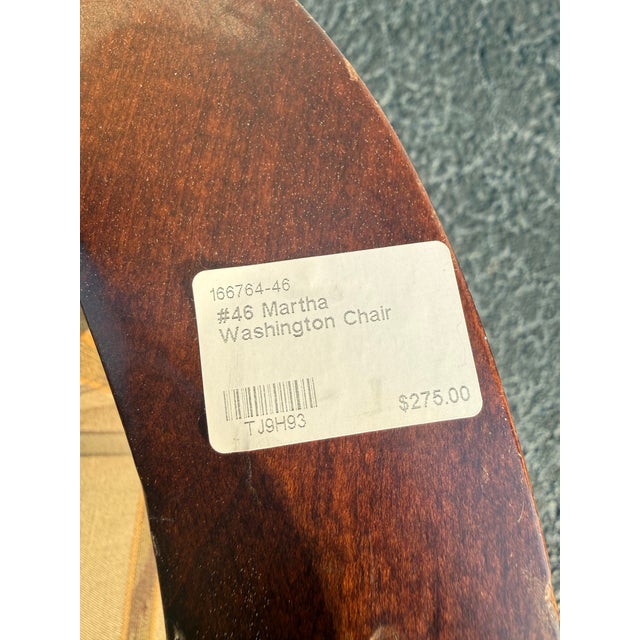 166764-46
#46 Martha
Washington Chair
TJ9H93
$275.00